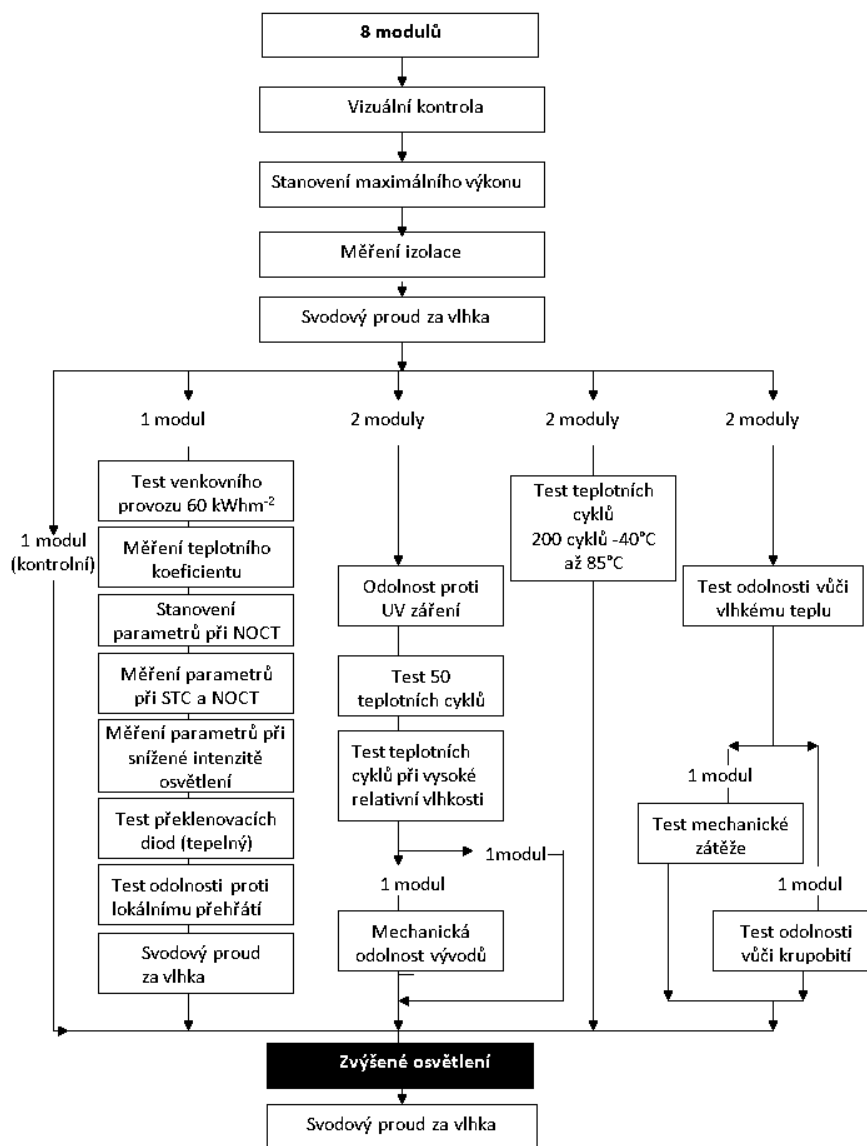 8 modulů
Vizuální kontrola
Stanovení maximálního výkonu
Měření izolace
Svodový proud za vlhka
1 modul
(kontrolní)
1 modul
Test venkovního
provozu 60 kWhm⁻²
Měření teplotního
koeficientu
Stanovení
parametrů při NOCT
Měření parametrů
při STC a NOCT
Měření parametrů při
snížené intenzitě
osvětlení
Test překlenovacích
diod (tepelný)
Test odolnosti proti
lokálnímu přehřátí
Svodový proud
za vlhka
2 moduly
Odolnost proti
UV záření
Test 50
teplotních cyklů
Test teplotních
cyklů při vysoké
relativní vlhkosti
1modul
1 modul
Mechanická
odolnost vývodů
2 moduly
Test teplotních
cyklů
200 cyklů -40°C
až 85°C
2 moduly
Test odolnosti vůči
vlhkému teplu
1 modul
Test mechanické
zátěže
1 modul
Test odolnosti
vůči krupobití
Zvýšené osvětlení
Svodový proud za vlhka